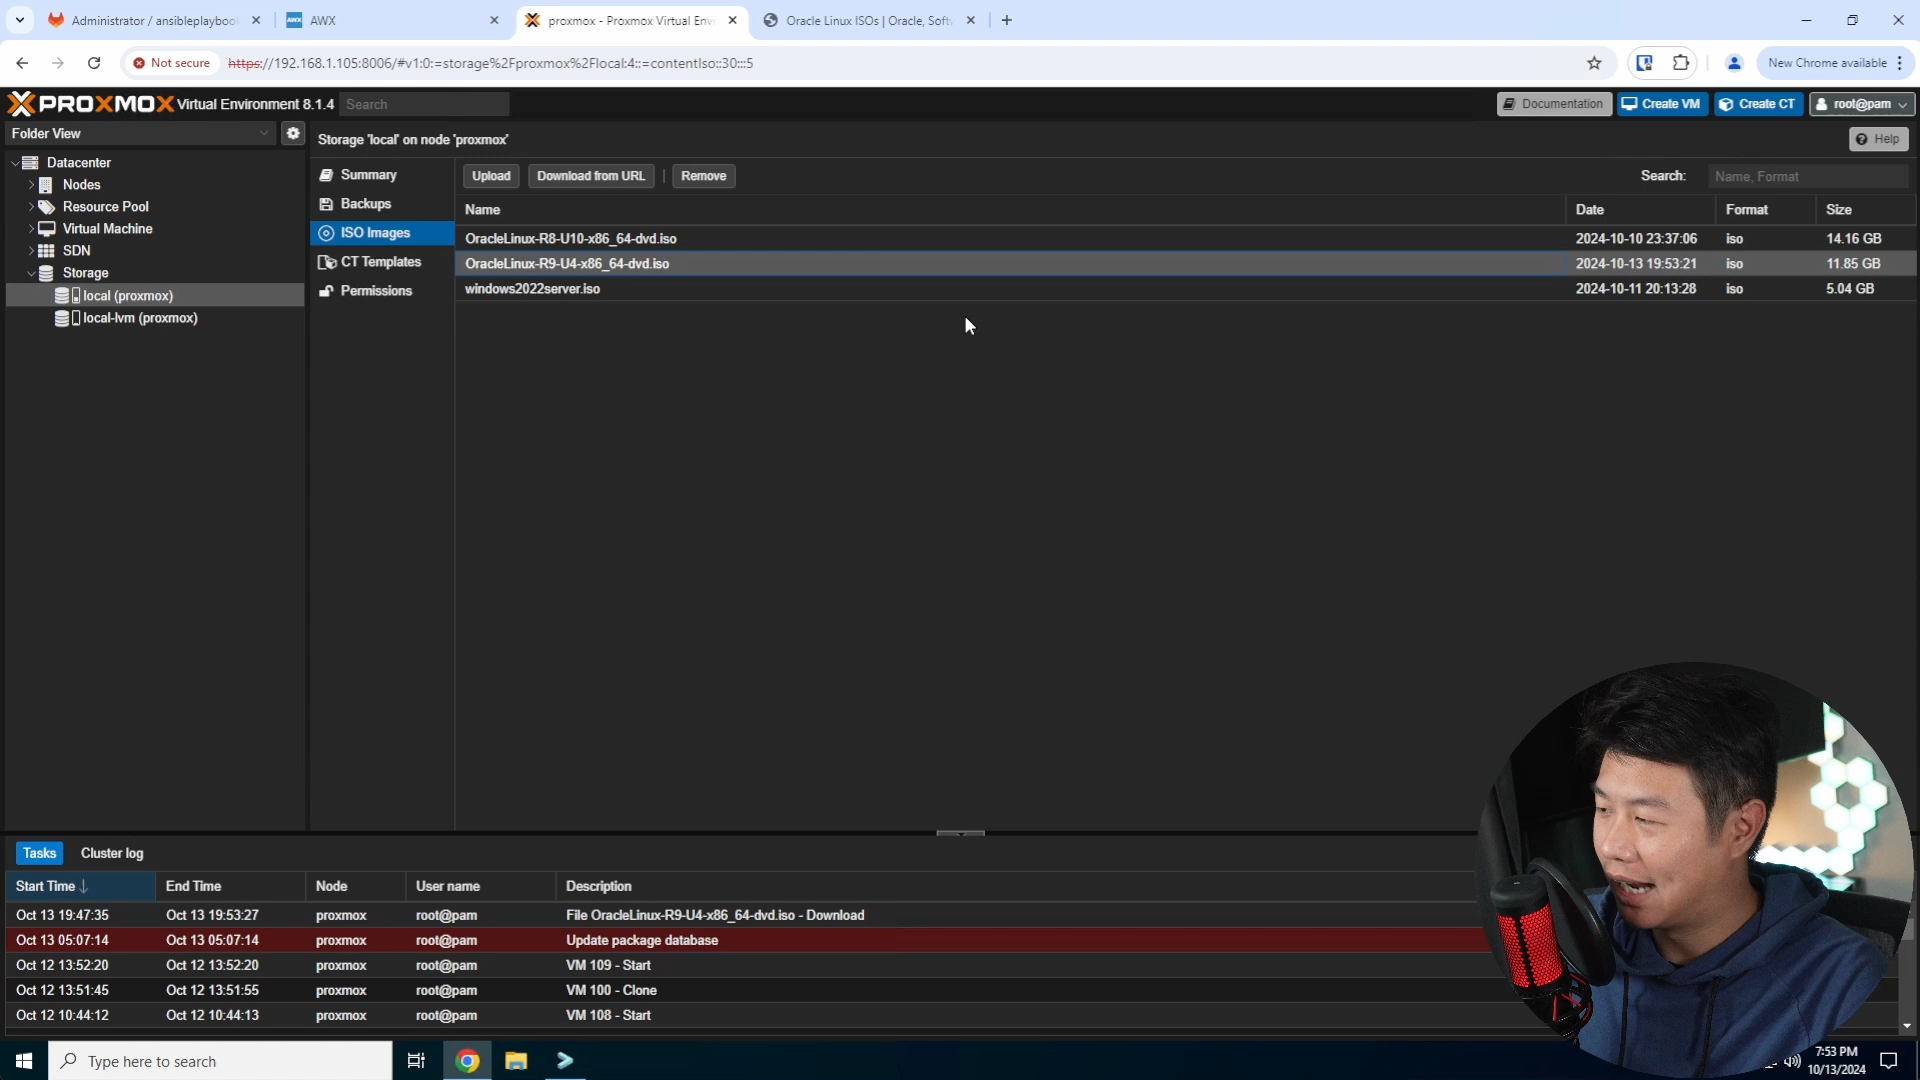 Administrator / ansibleplayboo
AWX
AWX
proxmox - Proxmox Virtual Envi
Oracle Linux ISOs | Oracle, Soft
Not secure
https://192.168.1.105:8006/#v1:0:=storage%2Fproxmox%2Flocal:4::=contentIso::30:::5
New Chrome available
PROXMOX Virtual Environment 8.1.4
Search
Documentation
Create VM
Create CT
root@pam
Folder View
Storage 'local' on node 'proxmox'
Help
Datacenter
Nodes
Resource Pool
Virtual Machine
SDN
Storage
local (proxmox)
local-lvm (proxmox)
Summary
Backups
ISO Images
CT Templates
Permissions
Upload
Download from URL
Remove
Search:
Name, Format
Name Date Format Size
OracleLinux-R8-U10-x86_64-dvd.iso 2024-10-10 23:37:06 iso 14.16 GB
OracleLinux-R9-U4-x86_64-dvd.iso 2024-10-13 19:53:21 iso 11.85 GB
windows2022server.iso 2024-10-11 20:13:28 iso 5.04 GB
Tasks
Cluster log
Start Time End Time Node User name Description
Oct 13 19:47:35 Oct 13 19:53:27 proxmox root@pam File OracleLinux-R9-U4-x86_64-dvd.iso - Download
Oct 13 05:07:14 Oct 13 05:07:14 proxmox root@pam Update package database
Oct 12 13:52:20 Oct 12 13:52:20 proxmox root@pam VM 109 - Start
Oct 12 13:51:45 Oct 12 13:51:55 proxmox root@pam VM 100 - Clone
Oct 12 10:44:12 Oct 12 10:44:13 proxmox root@pam VM 108 - Start
Type here to search
7:53 PM
10/13/2024